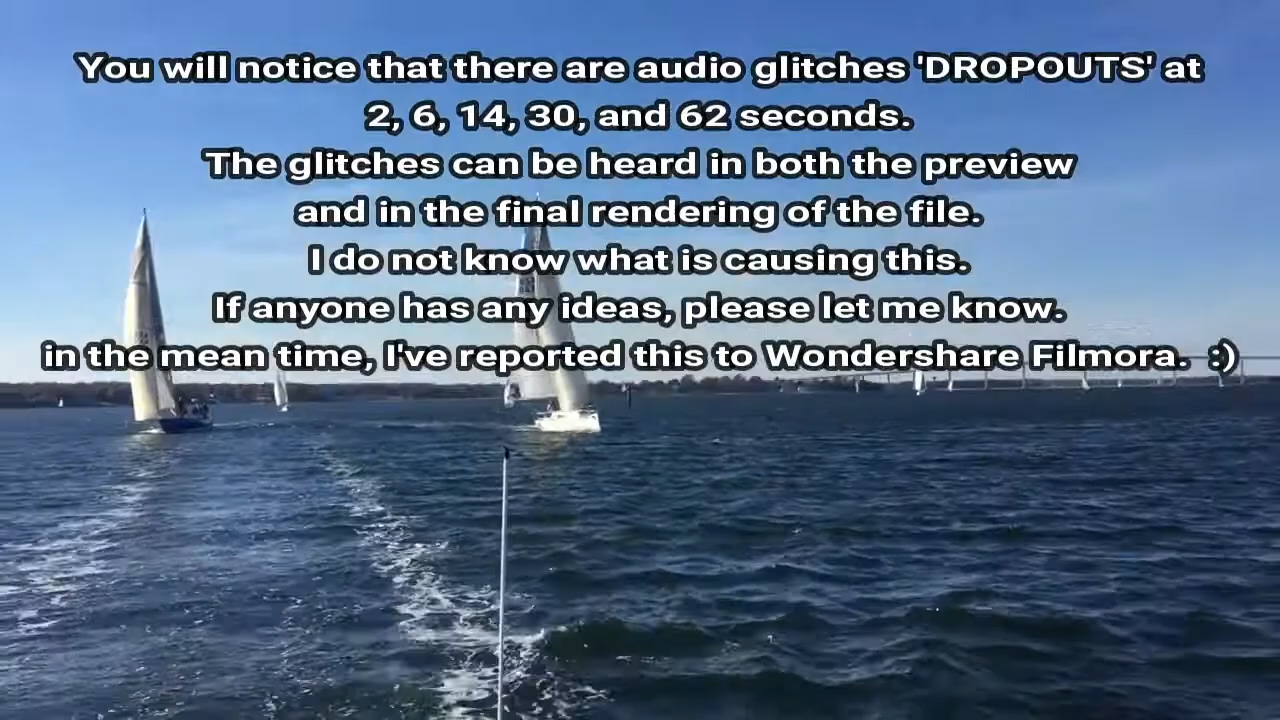 You will notice that there are audio glitches 'DROPOUTS' at
2, 6, 14, 30, and 62 seconds.
The glitches can be heard in both the preview
and in the final rendering of the file.
I do not know what is causing this.
If anyone has any ideas, please let me know.
in the mean time, I've reported this to Wondershare Filmora.  :)